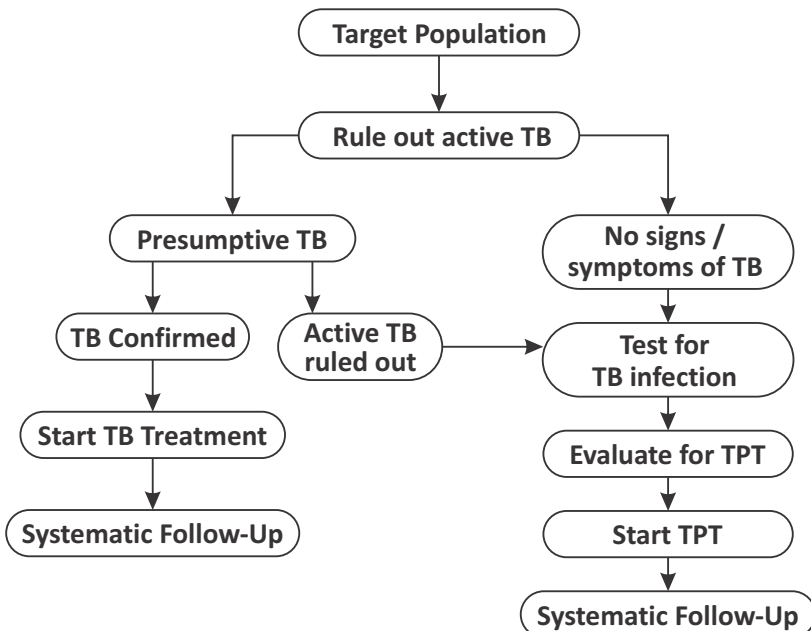 Target Population
Rule out active TB
Presumptive TB
No signs /
symptoms of TB
TB Confirmed
Active TB
ruled out
Test for
TB infection
Start TB Treatment
Evaluate for TPT
Systematic Follow-Up
Start TPT
Systematic Follow-Up